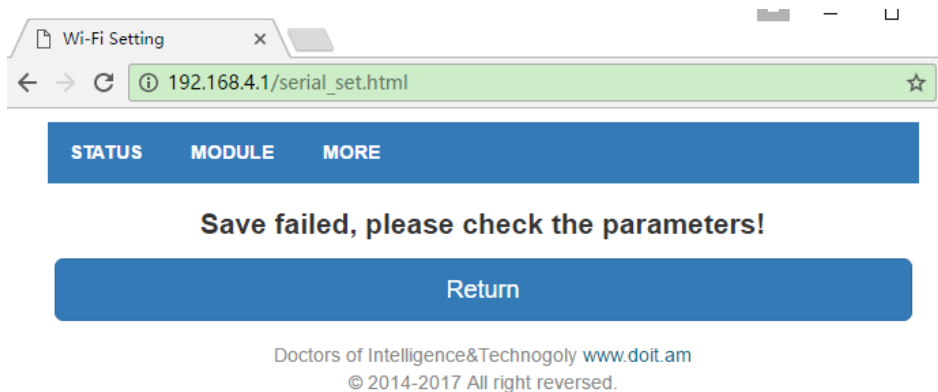 Wi-Fi Setting
192.168.4.1/serial_set.html
STATUS MODULE MORE
Save failed, please check the parameters!
Return
Doctors of Intelligence&Technogoly www.doit.am
© 2014-2017 All right reversed.